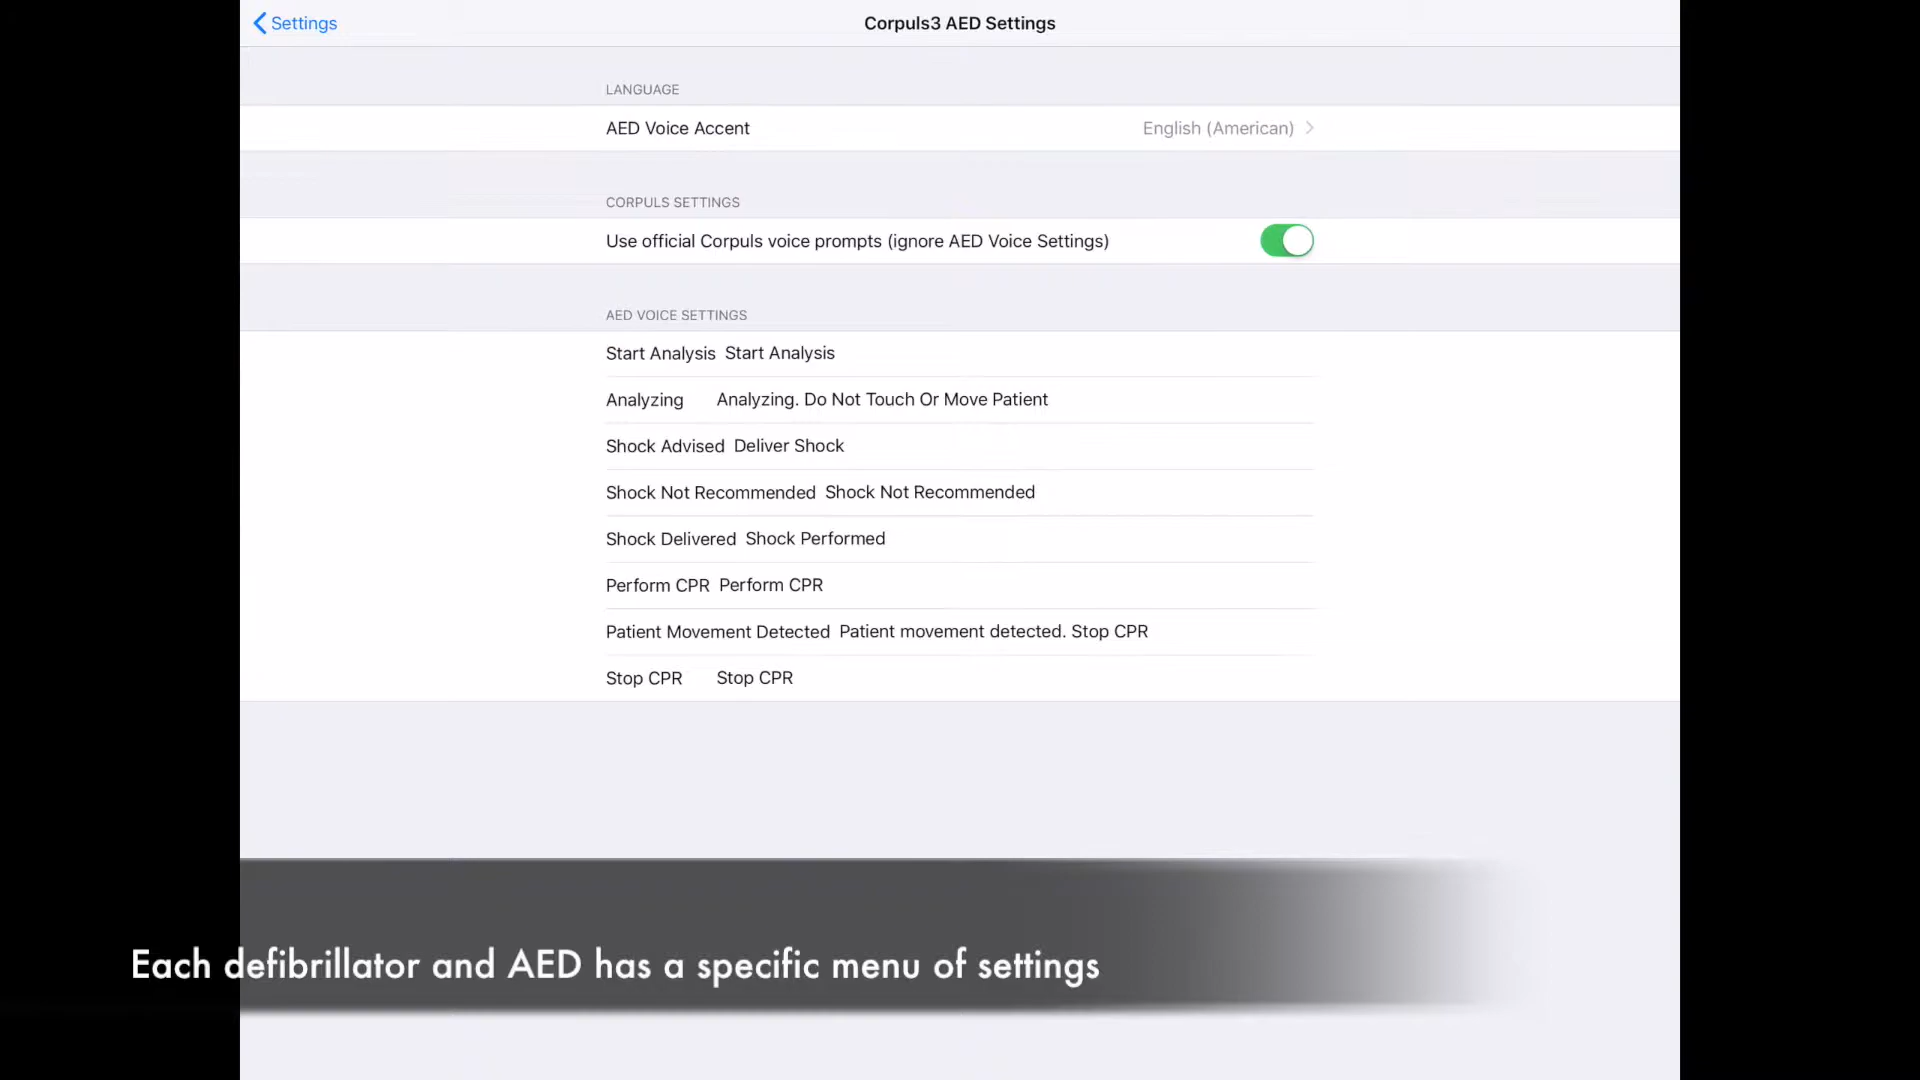 Settings
Corpuls3 AED Settings
LANGUAGE
AED Voice Accent English (American)
CORPULS SETTINGS
Use official Corpuls voice prompts (ignore AED Voice Settings)
AED VOICE SETTINGS
Start Analysis Start Analysis
Analyzing Analyzing. Do Not Touch Or Move Patient
Shock Advised Deliver Shock
Shock Not Recommended Shock Not Recommended
Shock Delivered Shock Performed
Perform CPR Perform CPR
Patient Movement Detected Patient movement detected. Stop CPR
Stop CPR Stop CPR
Each defibrillator and AED has a specific menu of settings